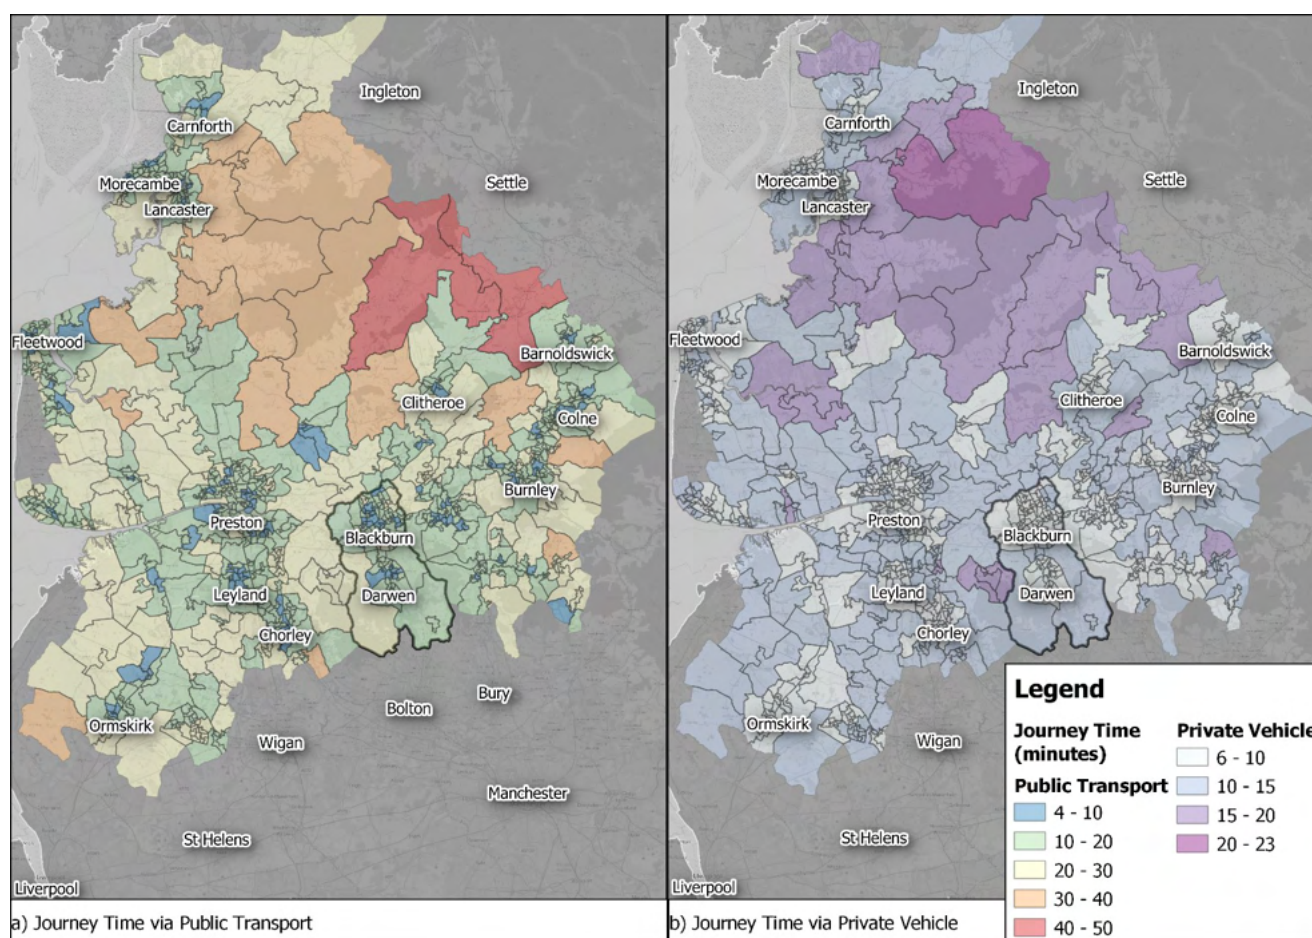 Ingleton
Carnforth
Morecambe
Settle
Lancaster
Fleetwood
Barnoldswick
Clitheroe
Colne
Burnley
Preston
Blackburn
Leyland
Darwen
Chorley
Ormskirk
Bury
Bolton
Wigan
Manchester
St Helens
Liverpool
a) Journey Time via Public Transport
Ingleton
Carnforth
Morecambe
Settle
Lancaster
Fleetwood
Barnoldswick
Clitheroe
Colne
Burnley
Preston
Blackburn
Leyland
Darwen
Chorley
Ormskirk
Wigan
St Helens
Liverpool
b) Journey Time via Private Vehicle
Legend
Journey Time
(minutes)
Public Transport
4 - 10
10 - 20
20 - 30
30 - 40
40 - 50
Private Vehicle
6 - 10
10 - 15
15 - 20
20 - 23